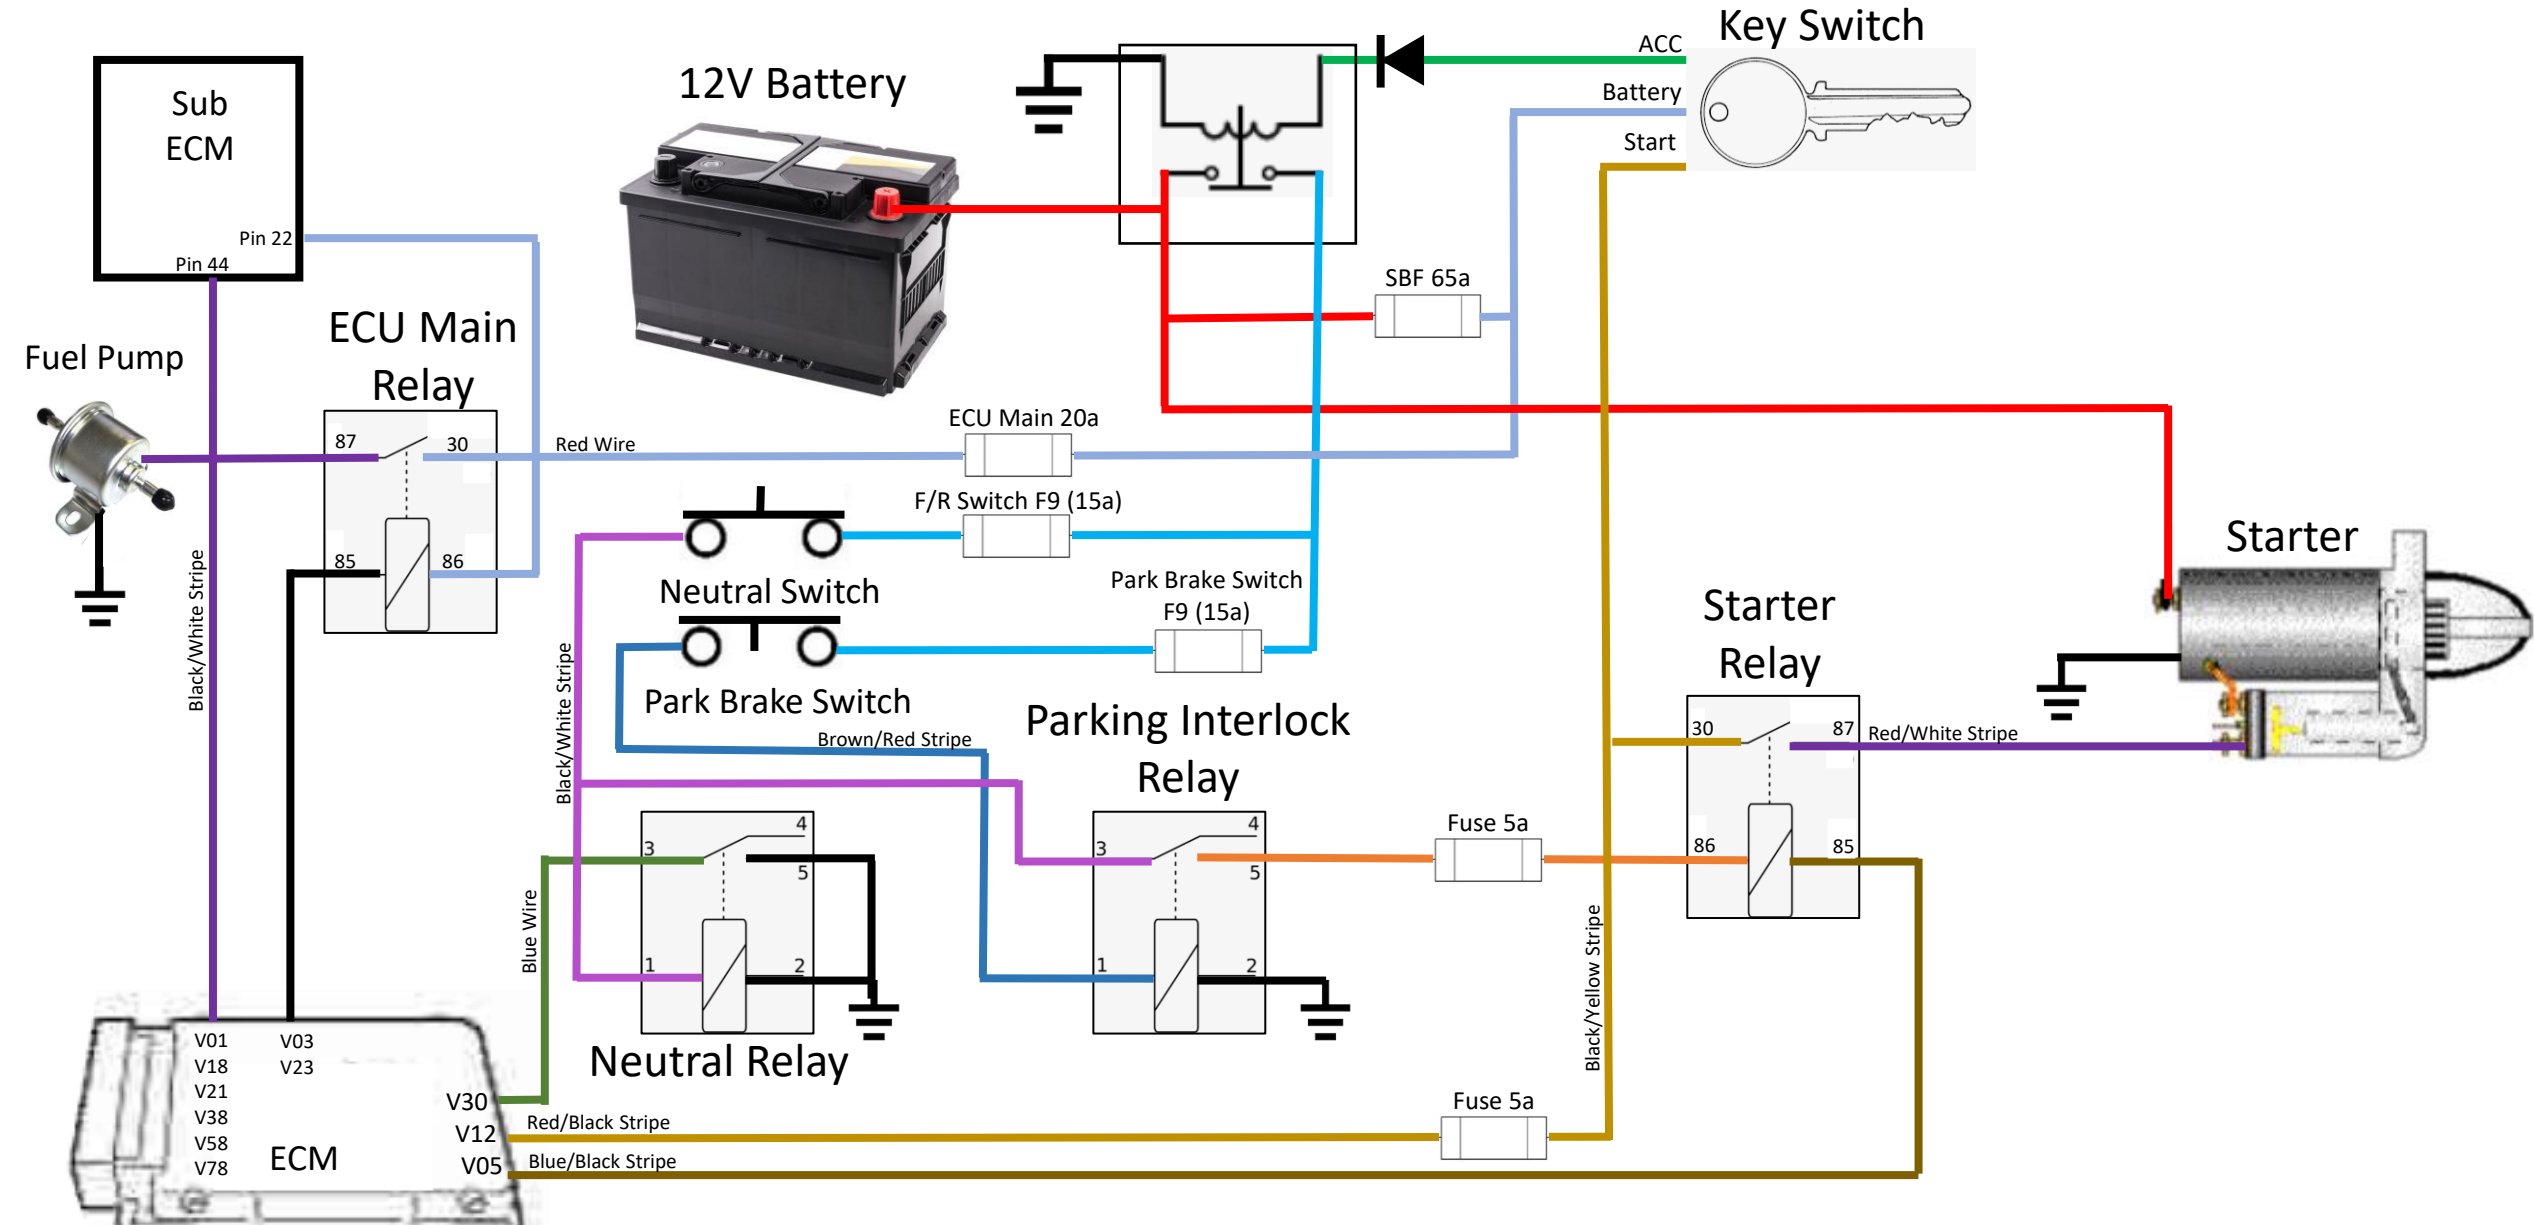 Key Switch
ACC
Battery
Start
12V Battery
Sub
ECM
Pin 22
Pin 44
SBF 65a
ECU Main
Relay
Fuel Pump
87
30
Red Wire
ECU Main 20a
85
86
F/R Switch F9 (15a)
Neutral Switch
Park Brake Switch
F9 (15a)
Park Brake Switch
Black/White Stripe
Black/White Stripe
Brown/Red Stripe
Parking Interlock
Relay
Starter
Starter
Relay
30
87
Red/White Stripe
86
85
Fuse 5a
3
4
5
1
2
Neutral Relay
3
4
5
1
2
Blue Wire
Black/Yellow Stripe
V01
V18
V21
V38
V58
V78
V03
V23
ECM
V30
V12
V05
Red/Black Stripe
Blue/Black Stripe
Fuse 5a